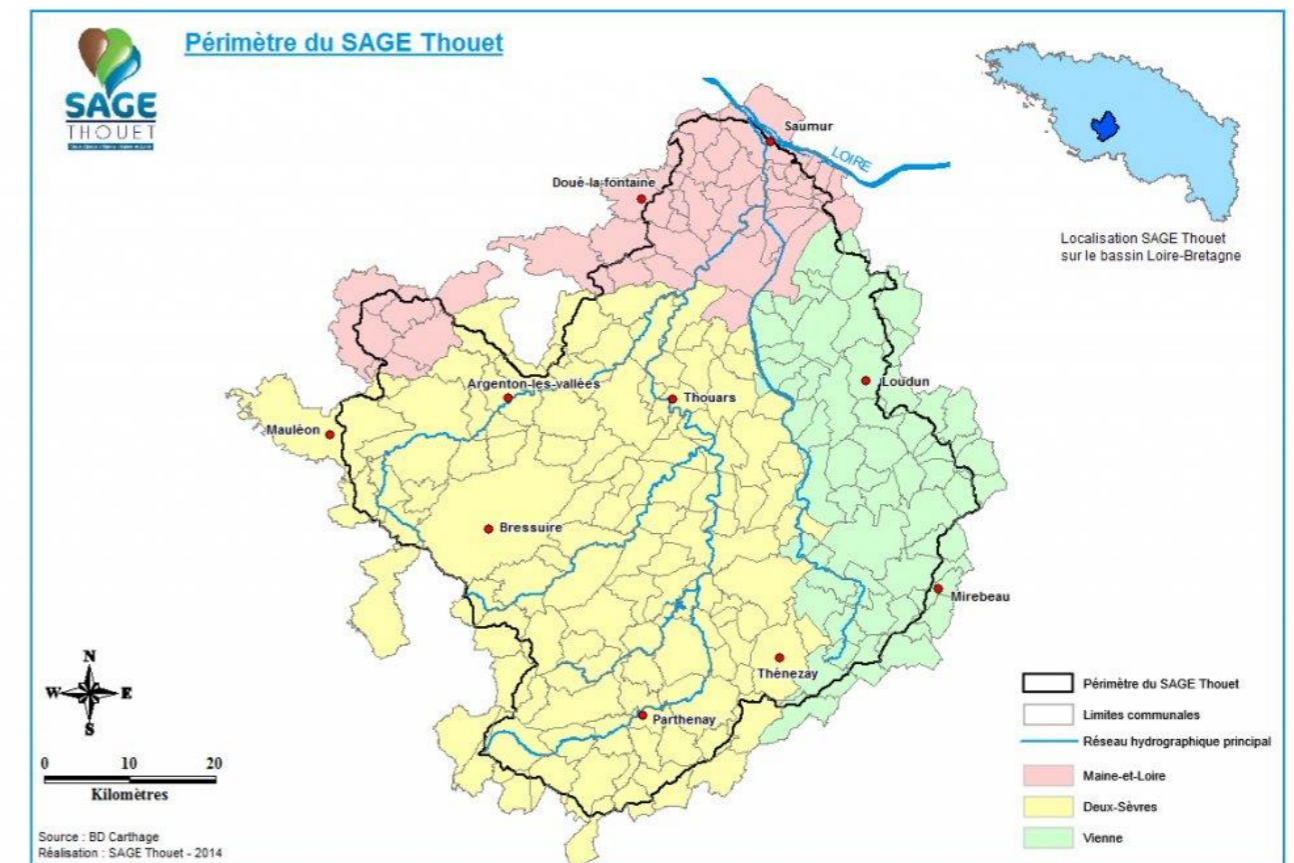 Périmètre du SAGE Thouet
SAGE
THOUET
Saumur
LOIRE
Doué-la-fontaine
Localisation SAGE Thouet
sur le bassin Loire-Bretagne
Loudun
Argenton-les-vallées
Thouars
Mauléon
Bressuire
Mirebeau
Thénezay
Parthenay
N
W E
S
0 10 20
Kilomètres
Périmètre du SAGE Thouet
Limites communales
Réseau hydrographique principal
Maine-et-Loire
Deux-Sèvres
Vienne
Source : BD Carthage
Réalisation : SAGE Thouet - 2014